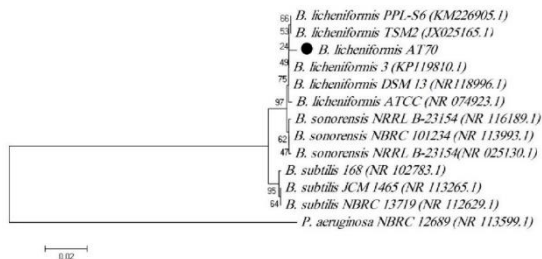 66
B. licheniformis PPL-S6 (KM226905.1)
53
B. licheniformis TSM2 (JX025165.1)
24
B. licheniformis AT70
49
B. licheniformis 3 (KP119810.1)
75
B. licheniformis DSM 13 (NR118996.1)
97
B. licheniformis ATCC (NR 074923.1)
B. sonorensis NRRL B-23154 (NR 116189.1)
62
B. sonorensis NBRC 101234 (NR 113993.1)
47
B. sonorensis NRRL B-23154(NR 025130.1)
B. subtilis 168 (NR 102783.1)
95
B. subtilis JCM 1465 (NR 113265.1)
64
B. subtilis NBRC 13719 (NR 112629.1)
P. aeruginosa NBRC 12689 (NR 113599.1)
0.02